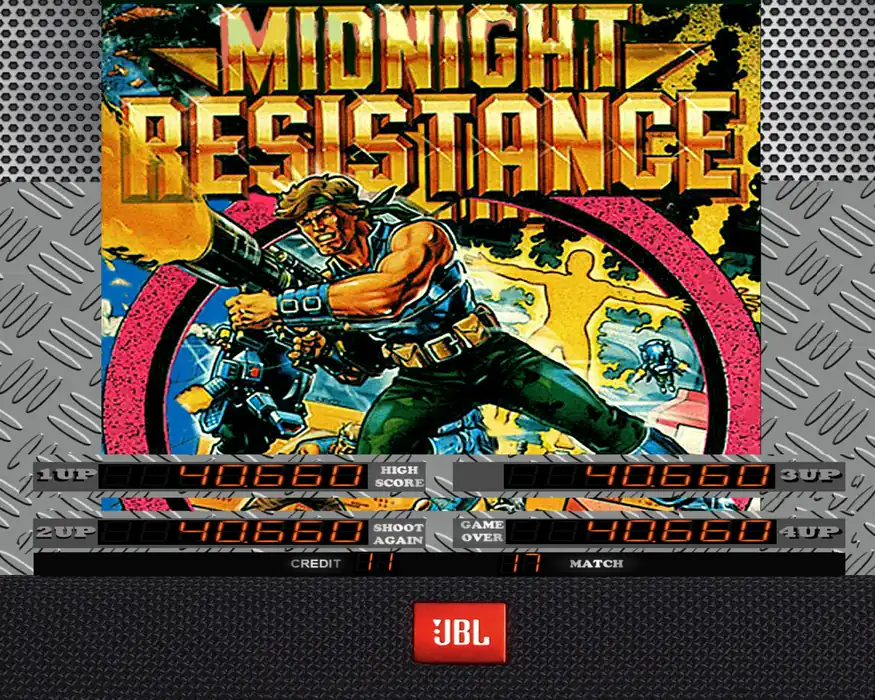 MIDNIGHT
RESISTANCE
1UP 40.660 HIGH SCORE 40.660 3UP
2UP 40.660 SHOOT AGAIN GAME OVER 40.660 4UP
CREDIT 11 17 MATCH
JBL